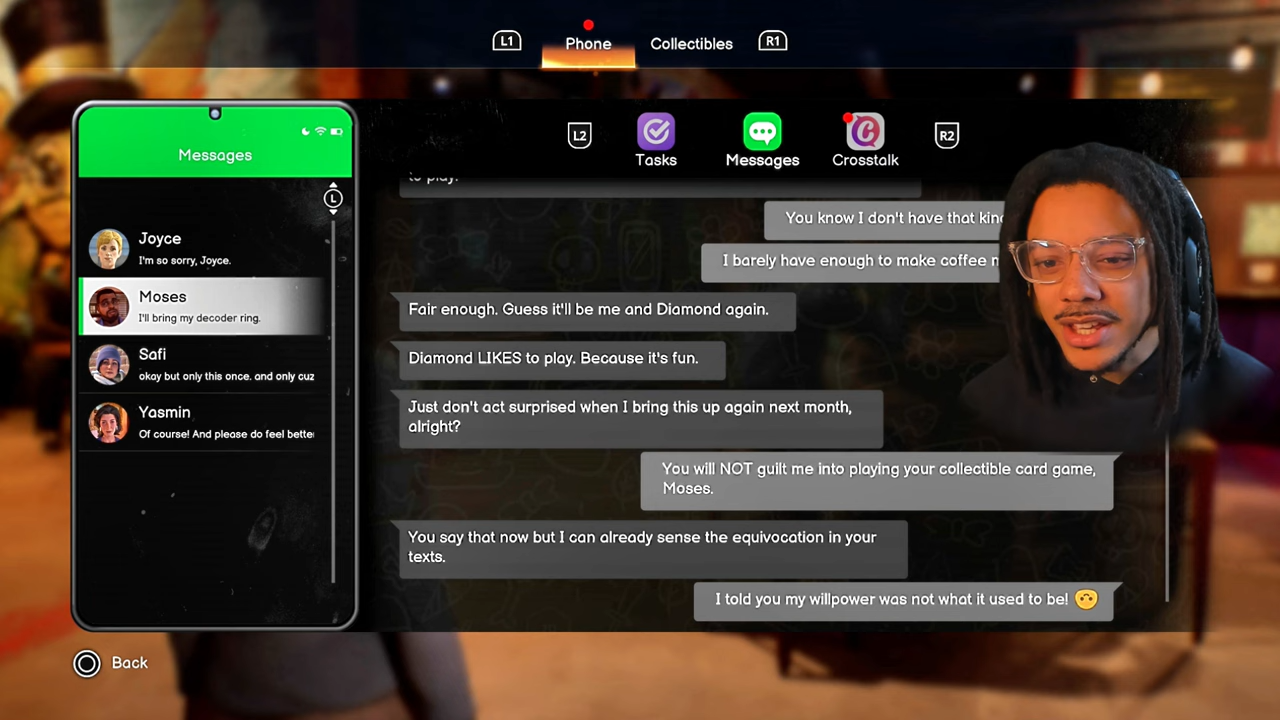 L1
Phone
Collectibles
R1
Messages
L2
Tasks
Messages
Crosstalk
R2
L
Joyce
I'm so sorry, Joyce.
Moses
I'll bring my decoder ring.
Safi
okay but only this once. and only cuz
Yasmin
Of course! And please do feel bette
to play.
You know I don't have that kin
I barely have enough to make coffee
Fair enough. Guess it'll be me and Diamond again.
Diamond LIKES to play. Because it's fun.
Just don't act surprised when I bring this up again next month,
alright?
You will NOT guilt me into playing your collectible card game,
Moses.
You say that now but I can already sense the equivocation in your
texts.
I told you my willpower was not what it used to be! 🙃
Back